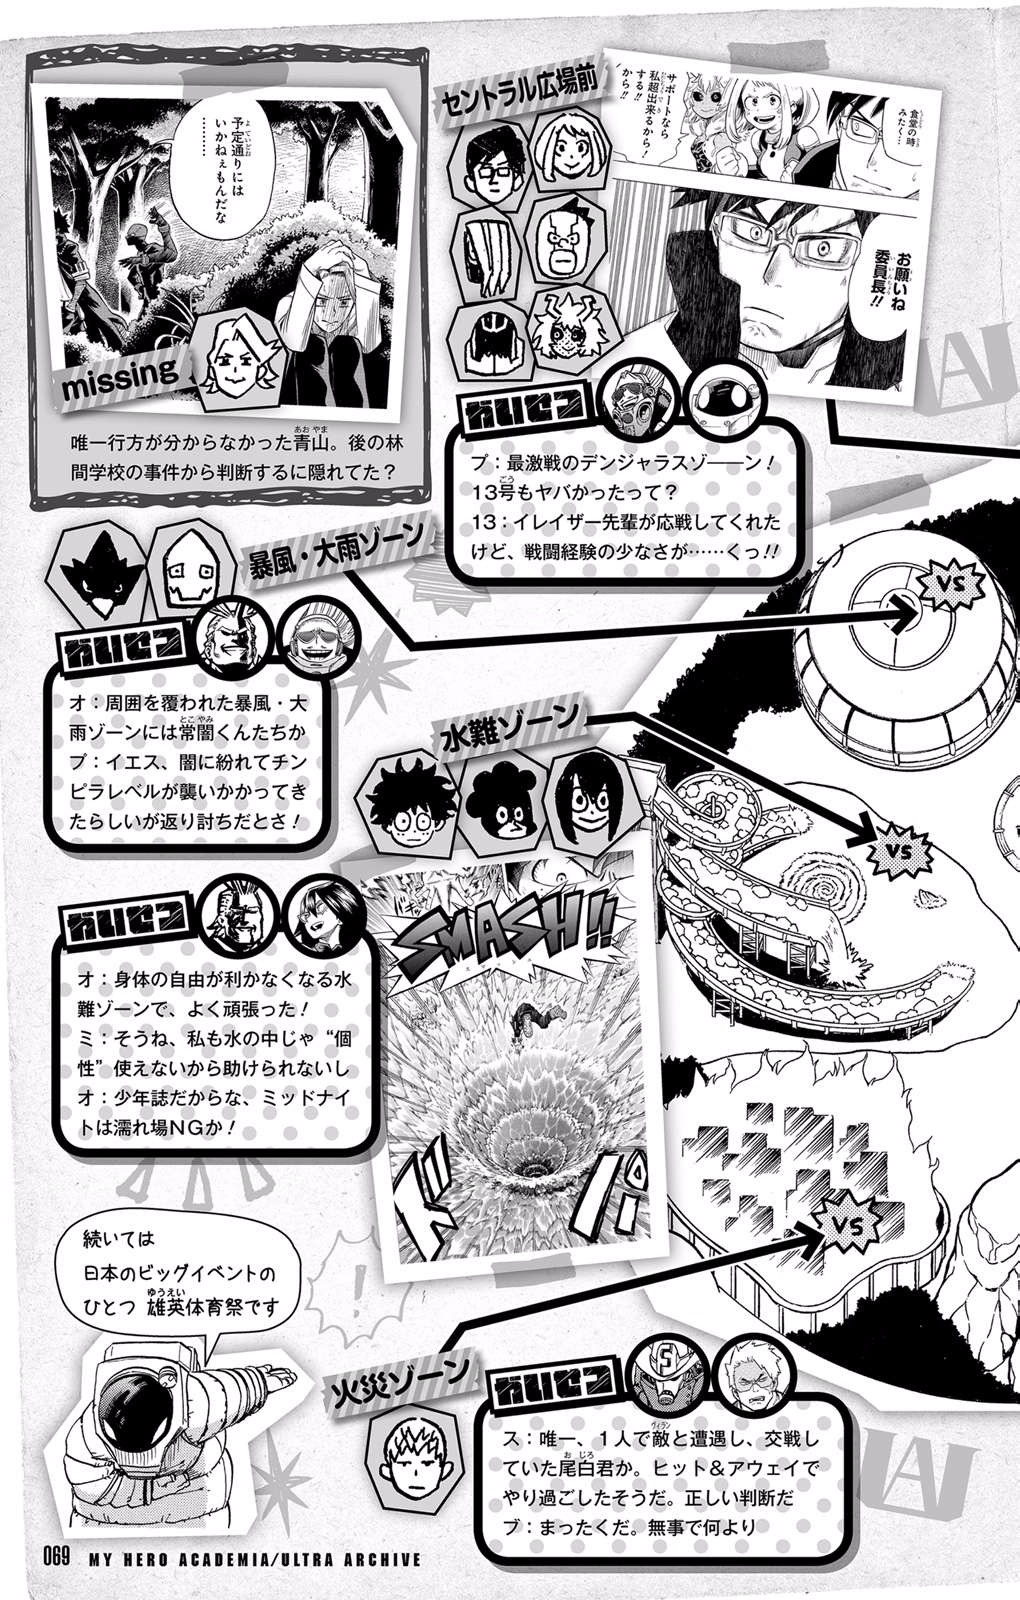 予定通りには
いかねぇもんだな
………
missing
唯一行方が分からなかった青山。後の林
間学校の事件から判断するに隠れてた？
セントラル広場前
食堂の時
みたく…
サポートなら
私超出来るから！
する!!
から!!
お願いね
委員長!!
かいせつ
プ：最激戦のデンジャラスゾ――ン！
13号もヤバかったって？
13：イレイザー先輩が応戦してくれた
けど、戦闘経験の少なさが……くっ!!
暴風・大雨ゾーン
かいせつ
オ：周囲を覆われた暴風・大
雨ゾーンには常闇くんたちか
プ：イエス、闇に紛れてチン
ピラレベルが襲いかかってき
たらしいが返り討ちだとさ！
VS
水難ゾーン
VS
かいせつ
オ：身体の自由が利かなくなる水
難ゾーンで、よく頑張った！
ミ：そうね、私も水の中じゃ“個
性”使えないから助けられないし
オ：少年誌だからな、ミッドナイ
トは濡れ場NGか！
SMASH!!
ドパ
VS
続いては
日本のビッグイベントの
ひとつ 雄英体育祭です
火災ゾーン
かいせつ
ス：唯一、1人で敵と遭遇し、交戦し
ていた尾白君か。ヒット＆アウェイで
やり過ごしたそうだ。正しい判断だ
ブ：まったくだ。無事で何より
069 MY HERO ACADEMIA/ULTRA ARCHIVE